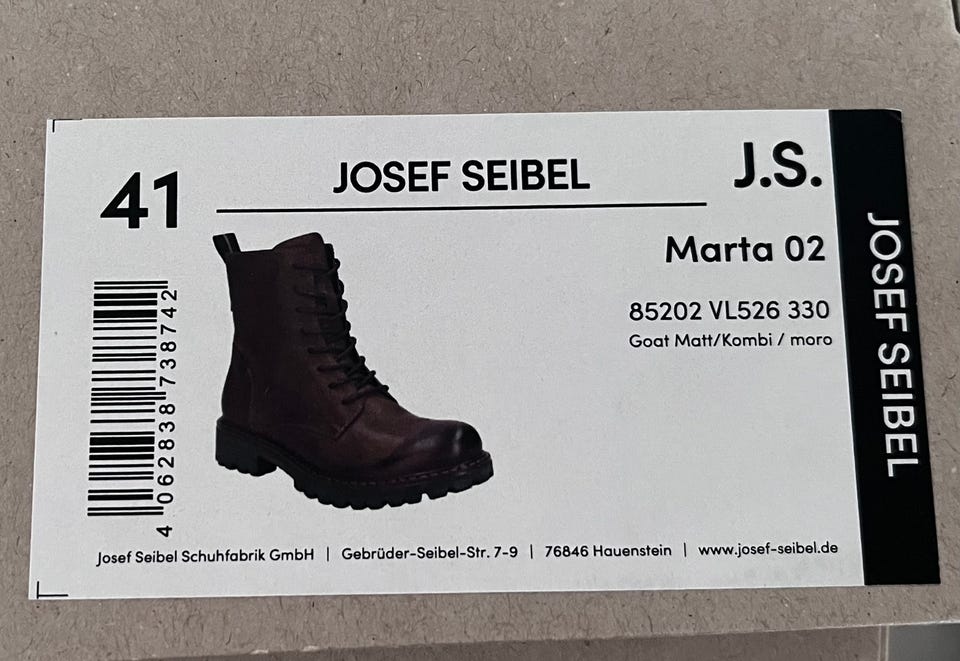 41
JOSEF SEIBEL
J.S.
Marta 02
85202 VL526 330
Goat Matt/Kombi / moro
4 062838 738742
Josef Seibel Schuhfabrik GmbH | Gebrüder-Seibel-Str. 7-9 | 76846 Hauenstein | www.josef-seibel.de
JOSEF SEIBEL